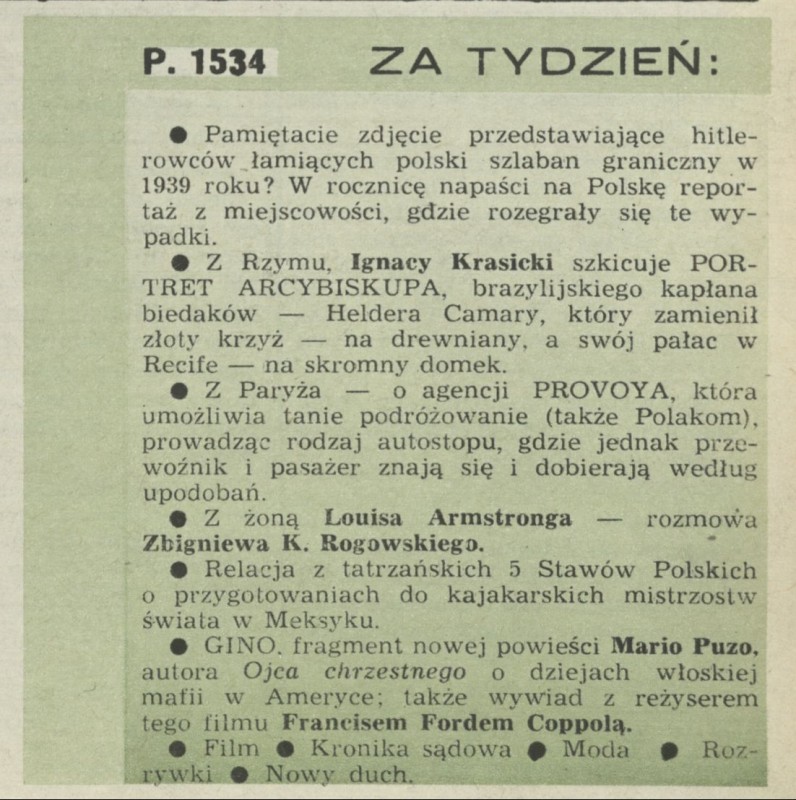 P. 1534 ZA TYDZIEŃ:
● Pamiętacie zdjęcie przedstawiające hitle-
rowców łamiących polski szlaban graniczny w
1939 roku? W rocznicę napaści na Polskę repor-
taż z miejscowości, gdzie rozegrały się te wy-
padki.
● Z Rzymu, Ignacy Krasicki szkicuje POR-
TRET ARCYBISKUPA, brazylijskiego kapłana
biedaków — Heldera Camary, który zamienił
złoty krzyż — na drewniany, a swój pałac w
Recife — na skromny domek.
● Z Paryża — o agencji PROVOYA, która
umożliwia tanie podróżowanie (także Polakom),
prowadząc rodzaj autostopu, gdzie jednak prze-
woźnik i pasażer znają się i dobierają według
upodobań.
● Z żoną Louisa Armstronga — rozmowa
Zbigniewa K. Rogowskiego.
● Relacja z tatrzańskich 5 Stawów Polskich
o przygotowaniach do kajakarskich mistrzostw
świata w Meksyku.
● GINO, fragment nowej powieści Mario Puzo,
autora Ojca chrzestnego o dziejach włoskiej
mafii w Ameryce; także wywiad z reżyserem
tego filmu Francisem Fordem Coppolą.
● Film ● Kronika sądowa ● Moda ● Roz-
rywki ● Nowy duch.